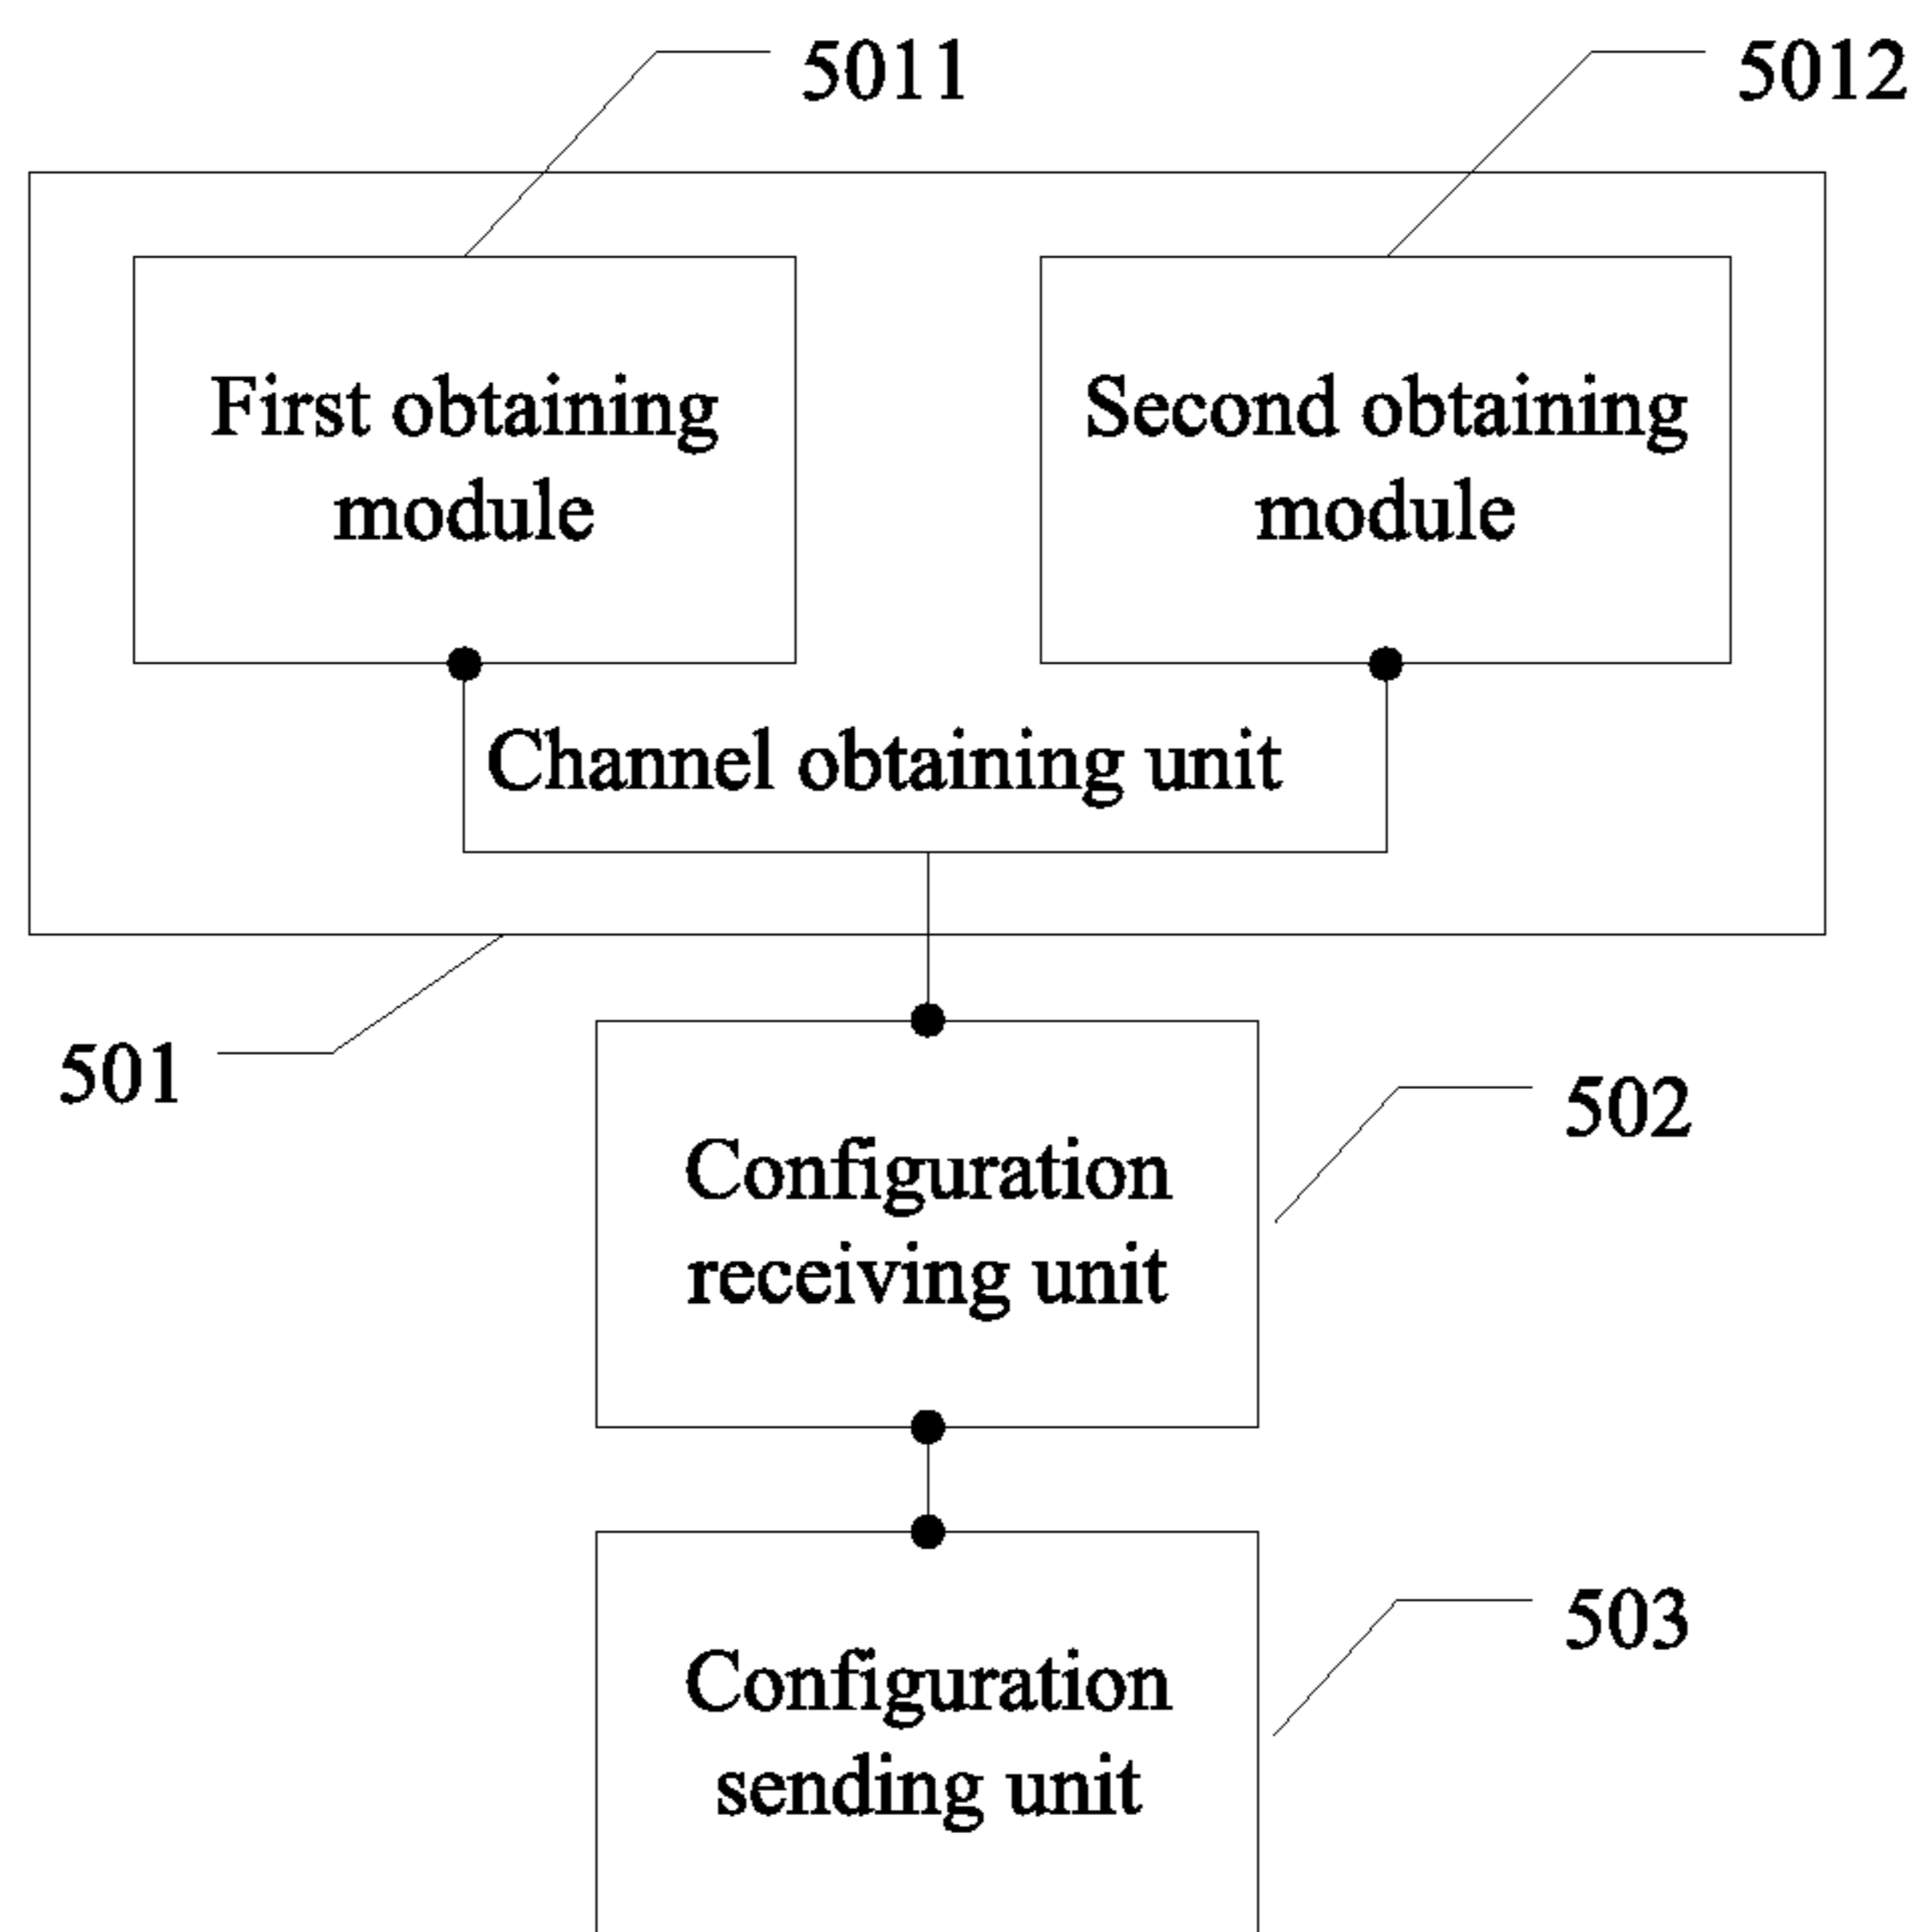 5011
5012
First obtaining
module
Second obtaining
module
Channel obtaining unit
501
502
Configuration
receiving unit
503
Configuration
sending unit